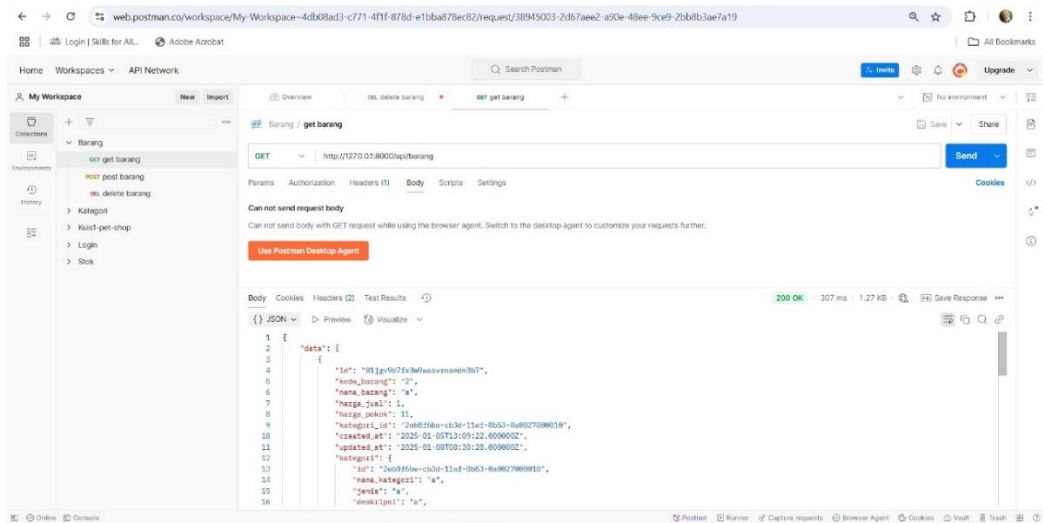 web.postman.co/workspace/My-Workspace~4db08ad3-c771-4f1f-878d-e1bba878ec82/request/38945003-2d67aee2-a90e-48ee-9ce9-2bb8b3ae7a19
Login | Skills for All... Adobe Acrobat All Bookmarks
Home Workspaces API Network Search Postman Invite Upgrade
My Workspace New Import Overview DEL delete barang GET get barang No environment
Collections
Environments
History
Barang
GET get barang
POST post barang
DEL delete barang
Kategori
Kuis1-pet-shop
Login
Stok
Barang / get barang Save Share
GET http://127.0.0.1:8000/api/barang Send
Params Authorization Headers (1) Body Scripts Settings Cookies
Can not send request body
Can not send body with GET request while using the browser agent. Switch to the desktop agent to customize your requests further.
Use Postman Desktop Agent
Body Cookies Headers (2) Test Results 200 OK 307 ms 1.27 KB Save Response
{} JSON Preview Visualize
1 {
2 "data": [
3 {
4 "id":
5 "kode_barang": "2",
6 "nama_barang": "a",
7 "harga_jual": 1,
8 "harga_pokok": 11,
9 "kategori_id": "2eb8f6be-cb3d-11ef-8b63-0a0027000010",
10 "created_at": "2025-01-05T13:09:22.000000Z",
11 "updated_at": "2025-01-08T08:30:28.000000Z",
12 "kategori": {
13 "id": "2eb8f6be-cb3d-11ef-8b63-0a0027000010",
14 "nama_kategori": "a",
15 "jenis": "a",
16 "deskripsi": "a",
Online Console Postbot Runner Capture requests Browser Agent Cookies Vault Trash